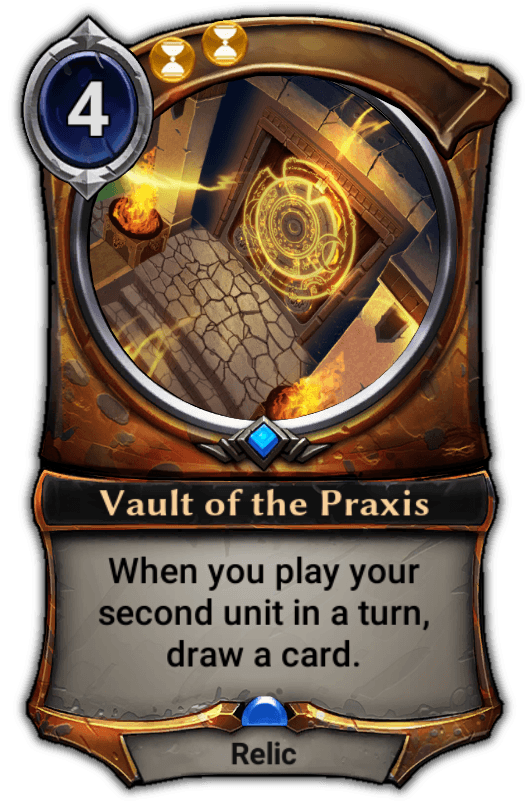 4
Vault of the Praxis
When you play your
second unit in a turn,
draw a card.
Relic